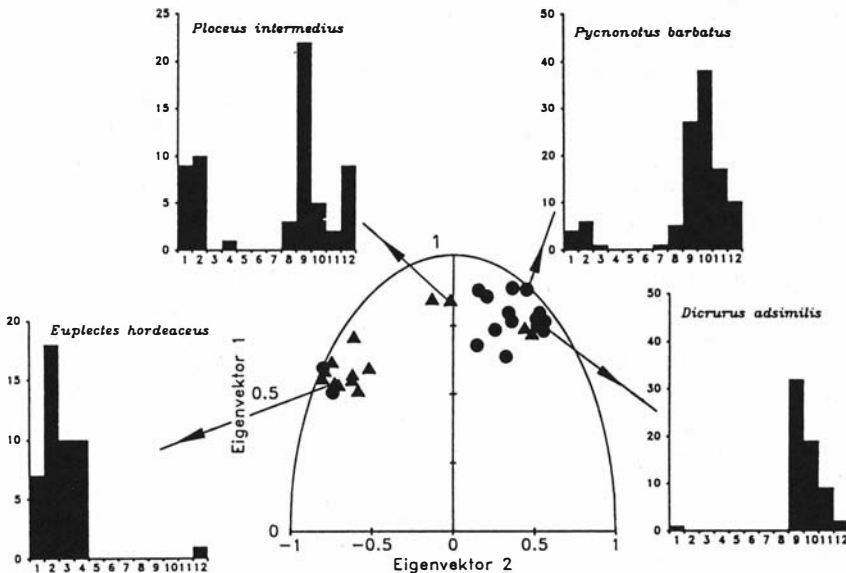 Ploceus intermedius
25
20
15
10
5
0
1 2 3 4 5 6 7 8 9 10 11 12
Pycnonotus barbatus
50
40
30
20
10
0
1 2 3 4 5 6 7 8 9 10 11 12
Euplectes hordeaceus
20
15
10
5
0
1 2 3 4 5 6 7 8 9 10 11 12
Dicrurus adsimilis
50
40
30
20
10
0
1 2 3 4 5 6 7 8 9 10 11 12
1
0.5
0
Eigenvektor 1
-1 -0.5 0 0.5 1
Eigenvektor 2